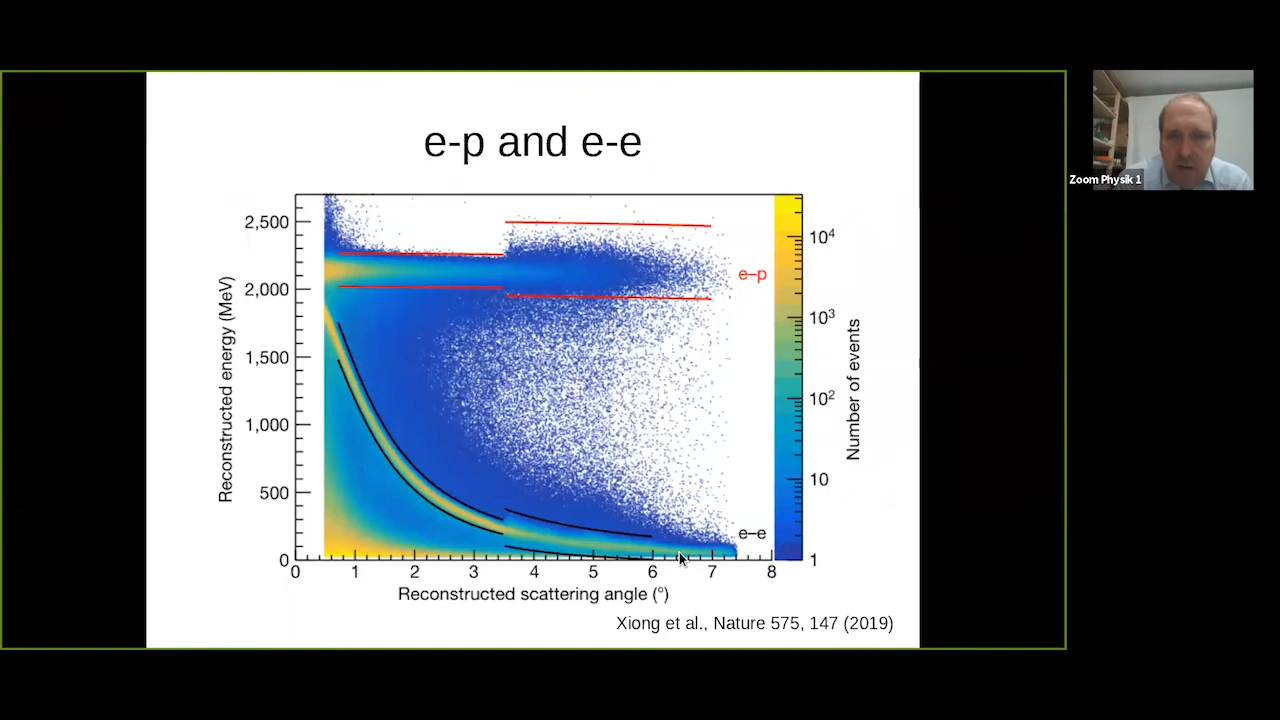 e-p and e-e
2,500
2,000
1,500
1,000
500
0
Reconstructed energy (MeV)
0 1 2 3 4 5 6 7 8
Reconstructed scattering angle (°)
e–p
e–e
10⁴
10³
10²
10
1
Number of events
Xiong et al., Nature 575, 147 (2019)
Zoom Physik 1